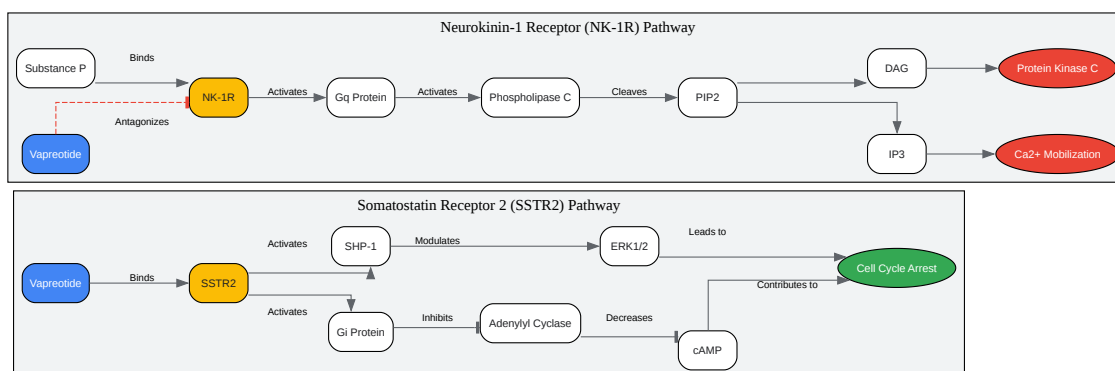 Neurokinin-1 Receptor (NK-1R) Pathway
Substance P
Binds
Vapreotide
Antagonizes
NK-1R
Activates
Gq Protein
Activates
Phospholipase C
Cleaves
PIP2
DAG
Protein Kinase C
IP3
Ca2+ Mobilization
Somatostatin Receptor 2 (SSTR2) Pathway
Vapreotide
Binds
SSTR2
Activates
SHP-1
Modulates
ERK1/2
Leads to
Cell Cycle Arrest
Activates
Gi Protein
Inhibits
Adenylyl Cyclase
Decreases
cAMP
Contributes to